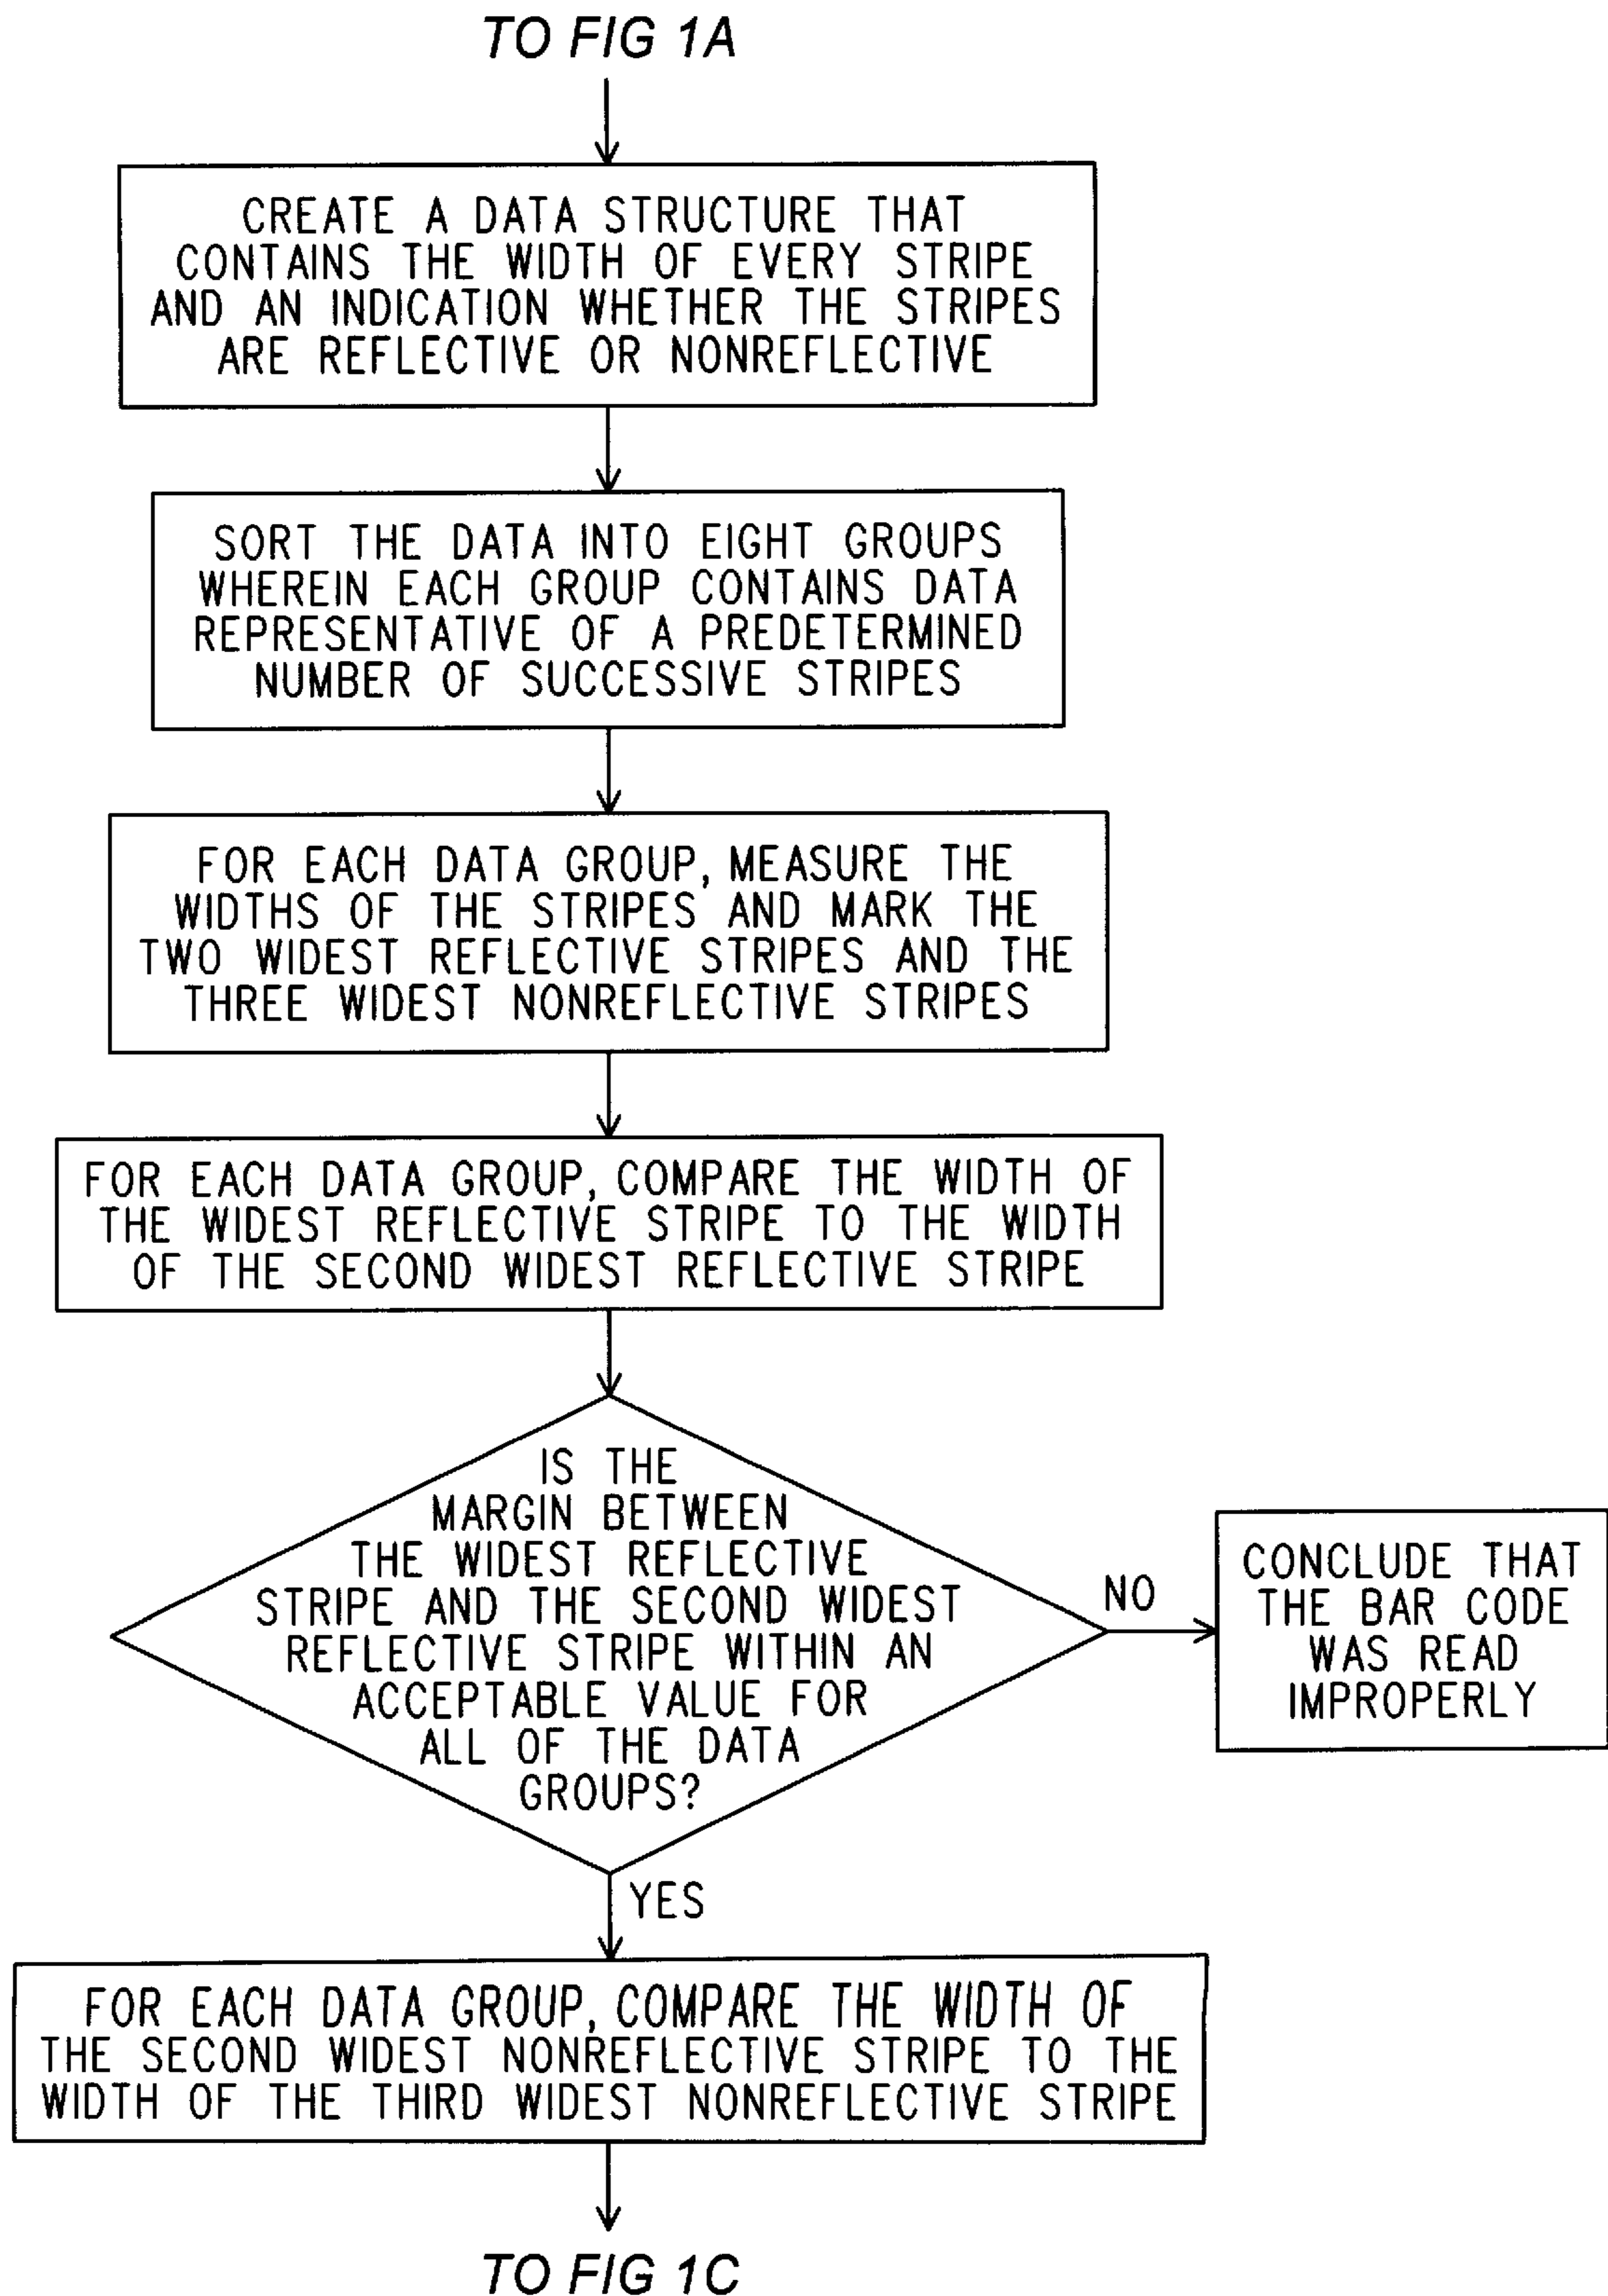 TO FIG 1A
CREATE A DATA STRUCTURE THAT
CONTAINS THE WIDTH OF EVERY STRIPE
AND AN INDICATION WHETHER THE STRIPES
ARE REFLECTIVE OR NONREFLECTIVE
SORT THE DATA INTO EIGHT GROUPS
WHEREIN EACH GROUP CONTAINS DATA
REPRESENTATIVE OF A PREDETERMINED
NUMBER OF SUCCESSIVE STRIPES
FOR EACH DATA GROUP, MEASURE THE
WIDTHS OF THE STRIPES AND MARK THE
TWO WIDEST REFLECTIVE STRIPES AND THE
THREE WIDEST NONREFLECTIVE STRIPES
FOR EACH DATA GROUP, COMPARE THE WIDTH OF
THE WIDEST REFLECTIVE STRIPE TO THE WIDTH
OF THE SECOND WIDEST REFLECTIVE STRIPE
IS THE
MARGIN BETWEEN
THE WIDEST REFLECTIVE
STRIPE AND THE SECOND WIDEST
REFLECTIVE STRIPE WITHIN AN
ACCEPTABLE VALUE FOR
ALL OF THE DATA
GROUPS?
NO
CONCLUDE THAT
THE BAR CODE
WAS READ
IMPROPERLY
YES
FOR EACH DATA GROUP, COMPARE THE WIDTH OF
THE SECOND WIDEST NONREFLECTIVE STRIPE TO THE
WIDTH OF THE THIRD WIDEST NONREFLECTIVE STRIPE
TO FIG 1C